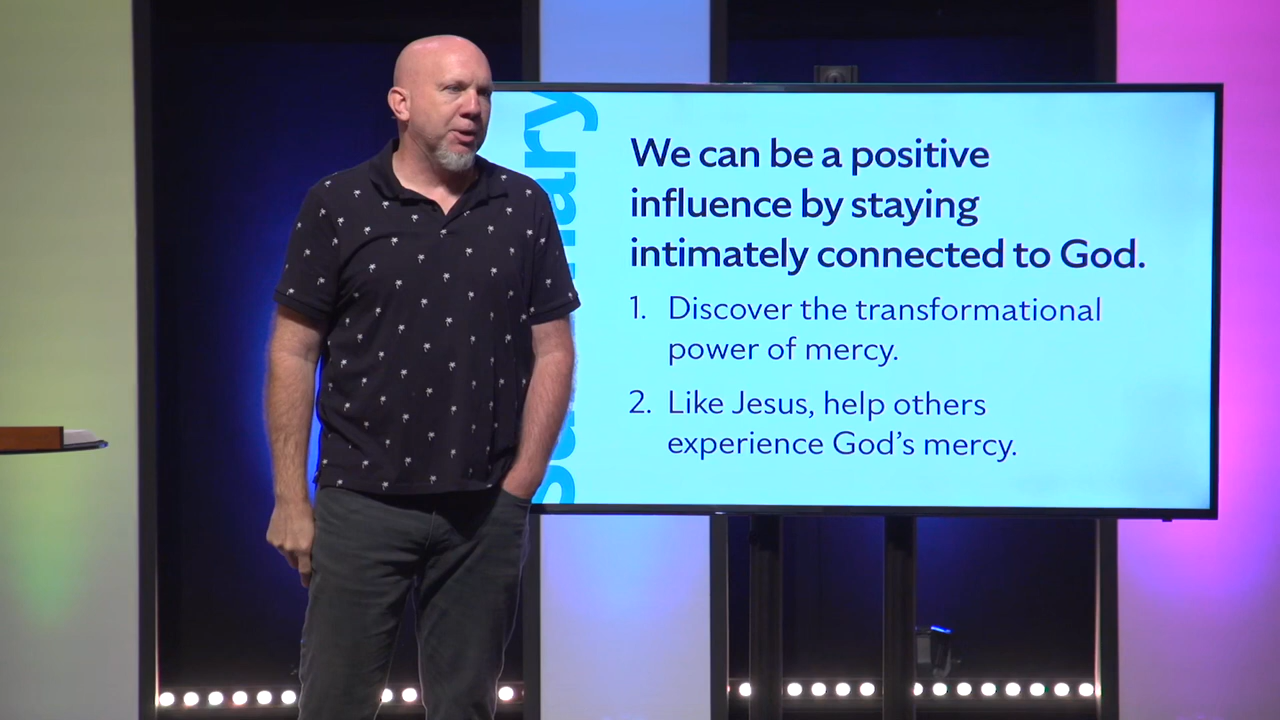 We can be a positive
influence by staying
intimately connected to God.
1. Discover the transformational
power of mercy.
2. Like Jesus, help others
experience God's mercy.